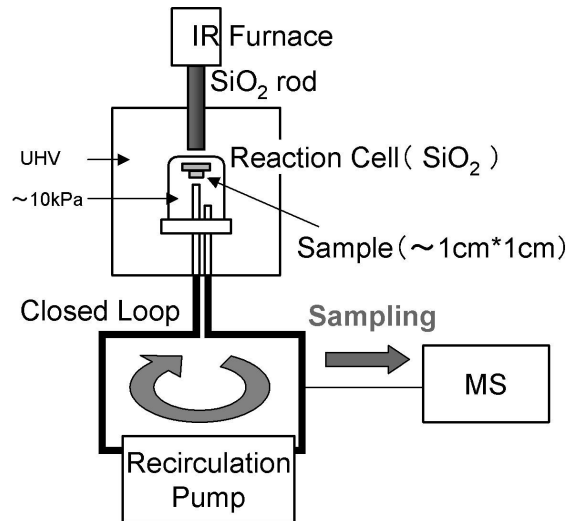 IR Furnace
SiO₂ rod
UHV
Reaction Cell( SiO₂ )
~10kPa
Sample(~1cm*1cm)
Closed Loop
Sampling
MS
Recirculation
Pump